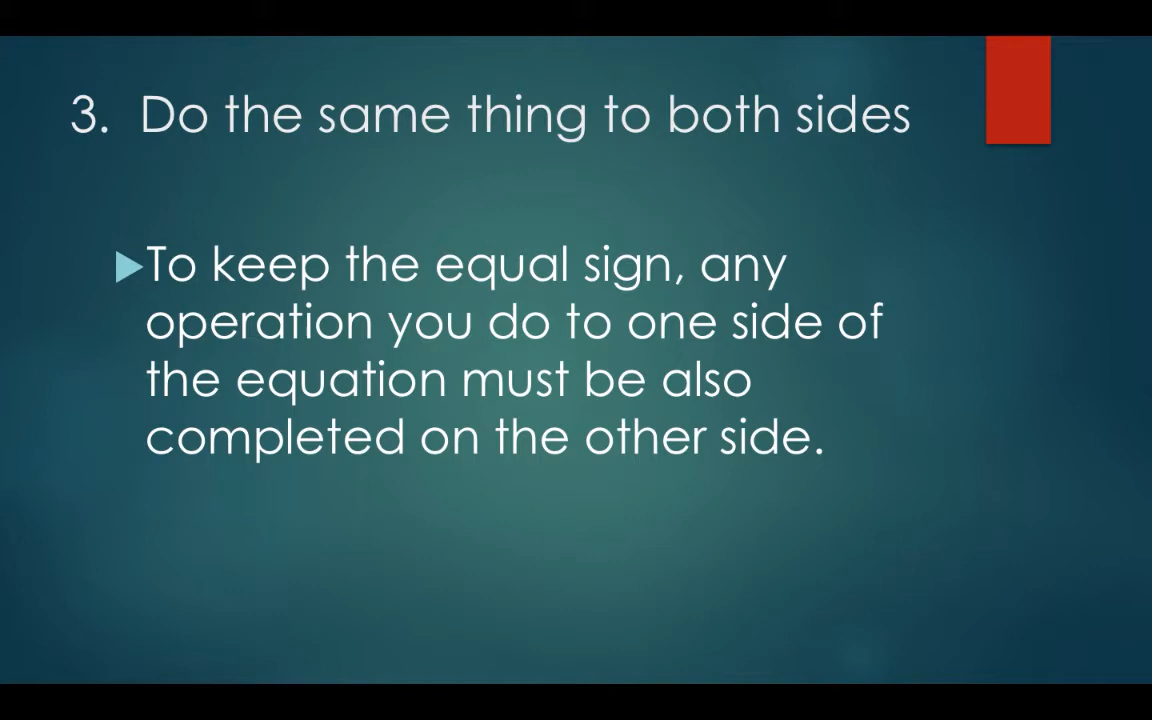 3. Do the same thing to both sides
To keep the equal sign, any
operation you do to one side of
the equation must be also
completed on the other side.